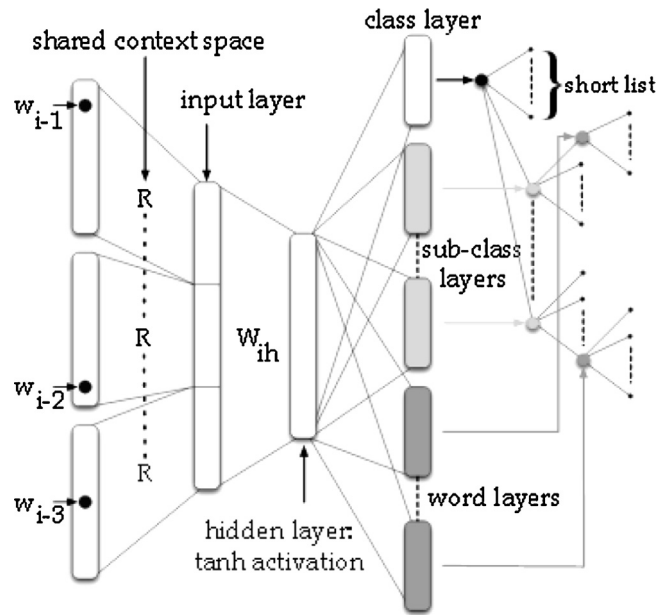 class layer
shared context space
short list
input layer
w i-1
R
sub-class
layers
R
W ih
w i-2
R
word layers
w i-3
hidden layer:
tanh activation